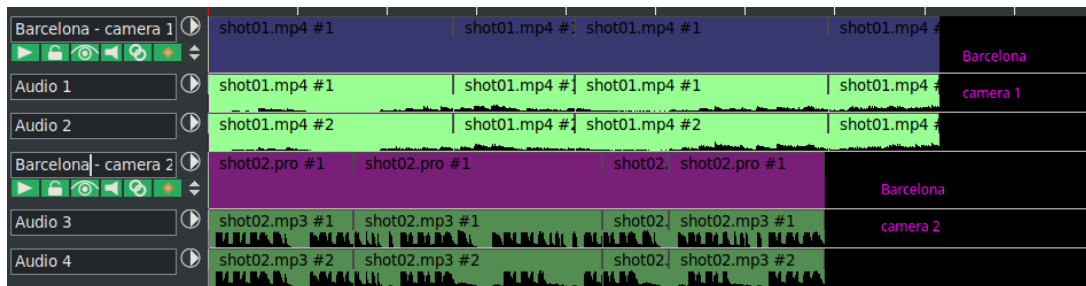 Barcelona - camera 1 shot01.mp4 #1 shot01.mp4 #1 shot01.mp4 #1 shot01.mp4 #
Barcelona
Audio 1 shot01.mp4 #1 shot01.mp4 #1 shot01.mp4 #1 shot01.mp4 #1
camera 1
Audio 2 shot01.mp4 #2 shot01.mp4 #2 shot01.mp4 #2 shot01.mp4 #
Barcelona - camera 2 shot02.pro #1 shot02.pro #1 shot02. shot02.pro #1
Barcelona
Audio 3 shot02.mp3 #1 shot02.mp3 #1 shot02. shot02.mp3 #1
camera 2
Audio 4 shot02.mp3 #2 shot02.mp3 #2 shot02. shot02.mp3 #2